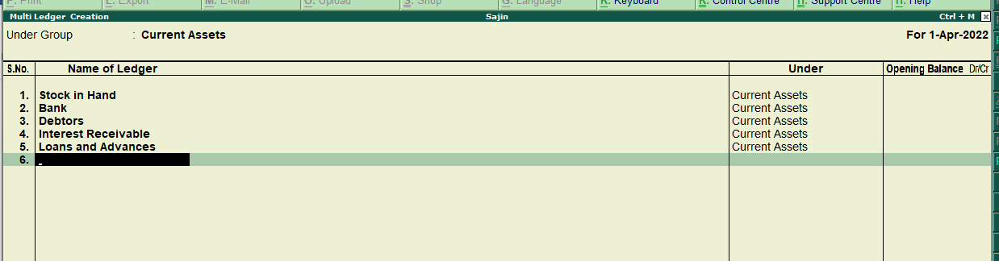 P: Print E: Export M: E-Mail O: Upload S: Shop G: Language K: Keyboard K: Control Centre H: Support Centre H: Help
Multi Ledger Creation Sajin Ctrl + M
Under Group : Current Assets For 1-Apr-2022
S.No. Name of Ledger Under Opening Balance Dr/Cr
1. Stock in Hand Current Assets
2. Bank Current Assets
3. Debtors Current Assets
4. Interest Receivable Current Assets
5. Loans and Advances Current Assets
6.